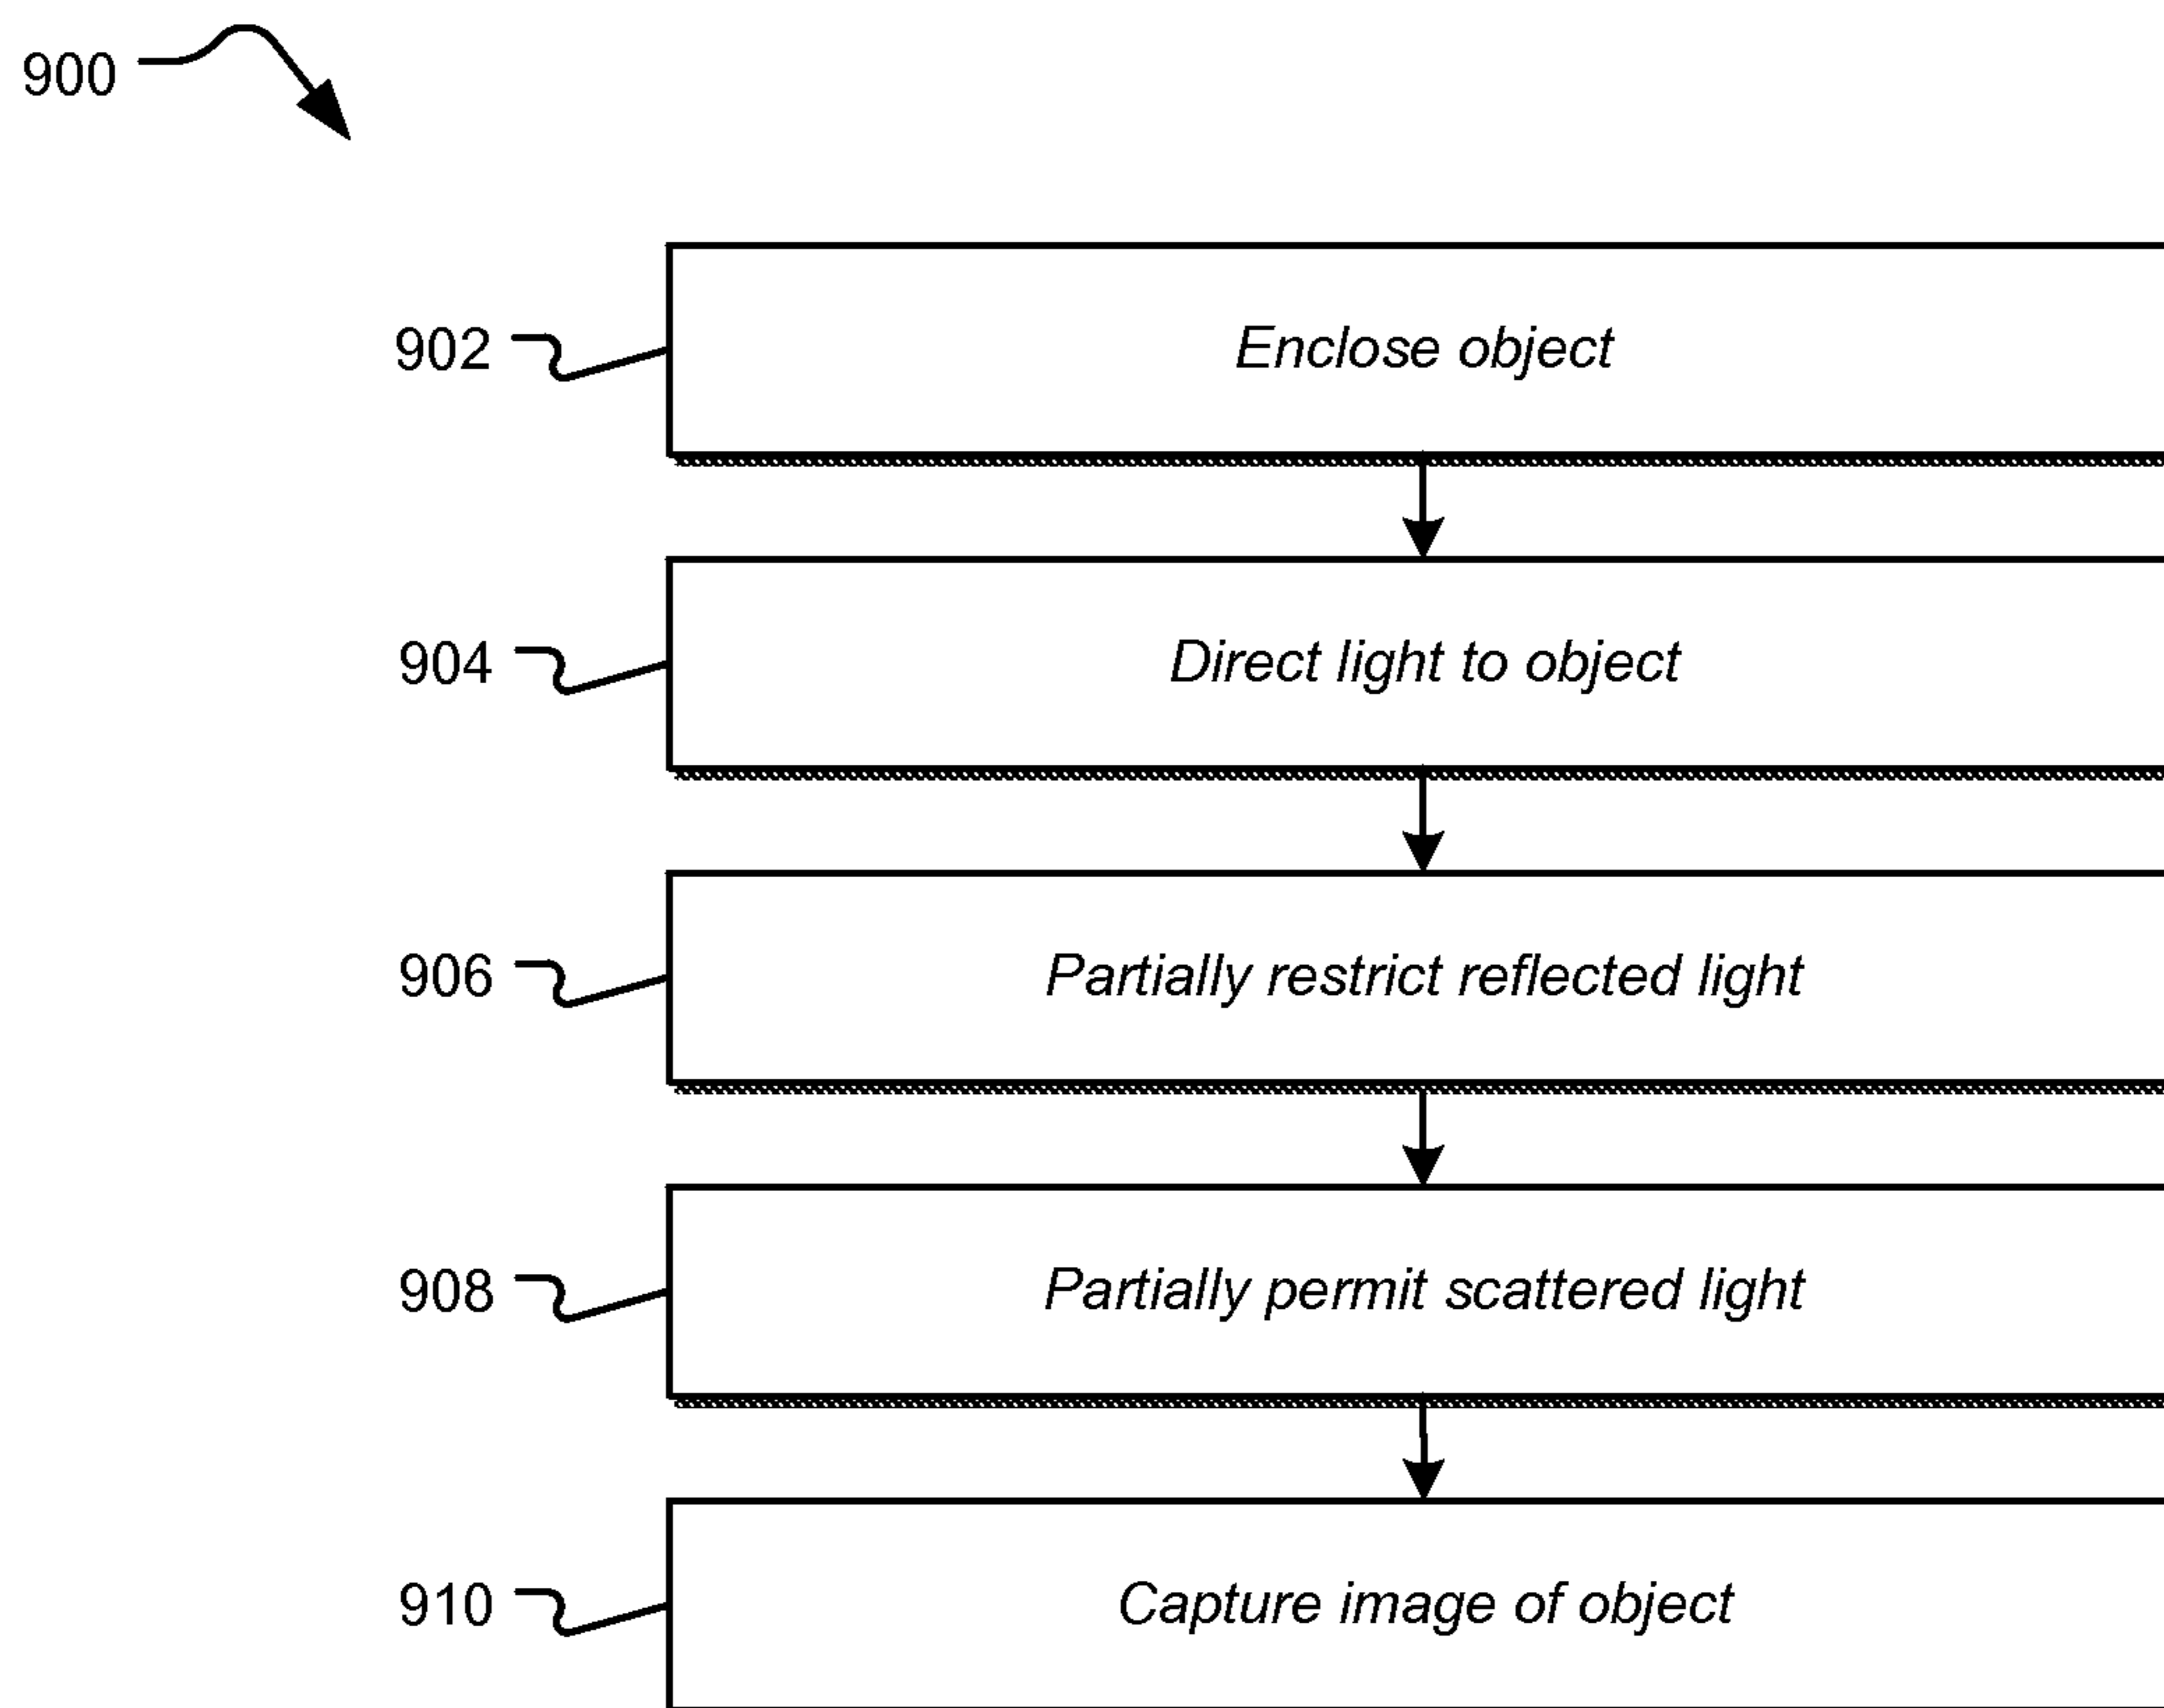 900
902 Enclose object
904 Direct light to object
906 Partially restrict reflected light
908 Partially permit scattered light
910 Capture image of object